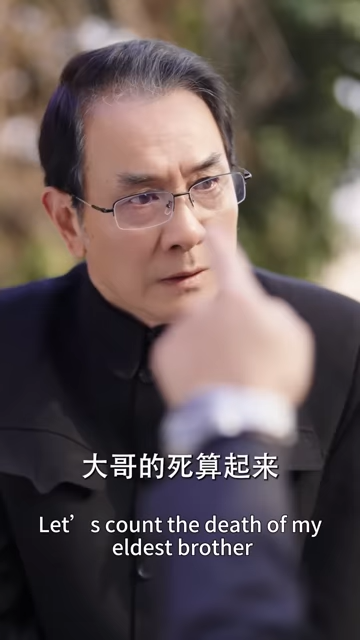 大哥的死算起来
Let’s count the death of my
eldest brother